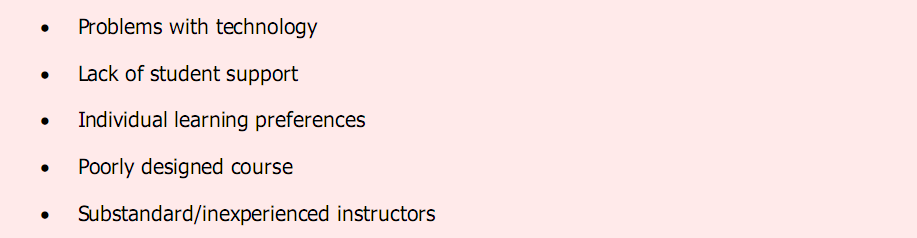 • Problems with technology
• Lack of student support
• Individual learning preferences
• Poorly designed course
• Substandard/inexperienced instructors